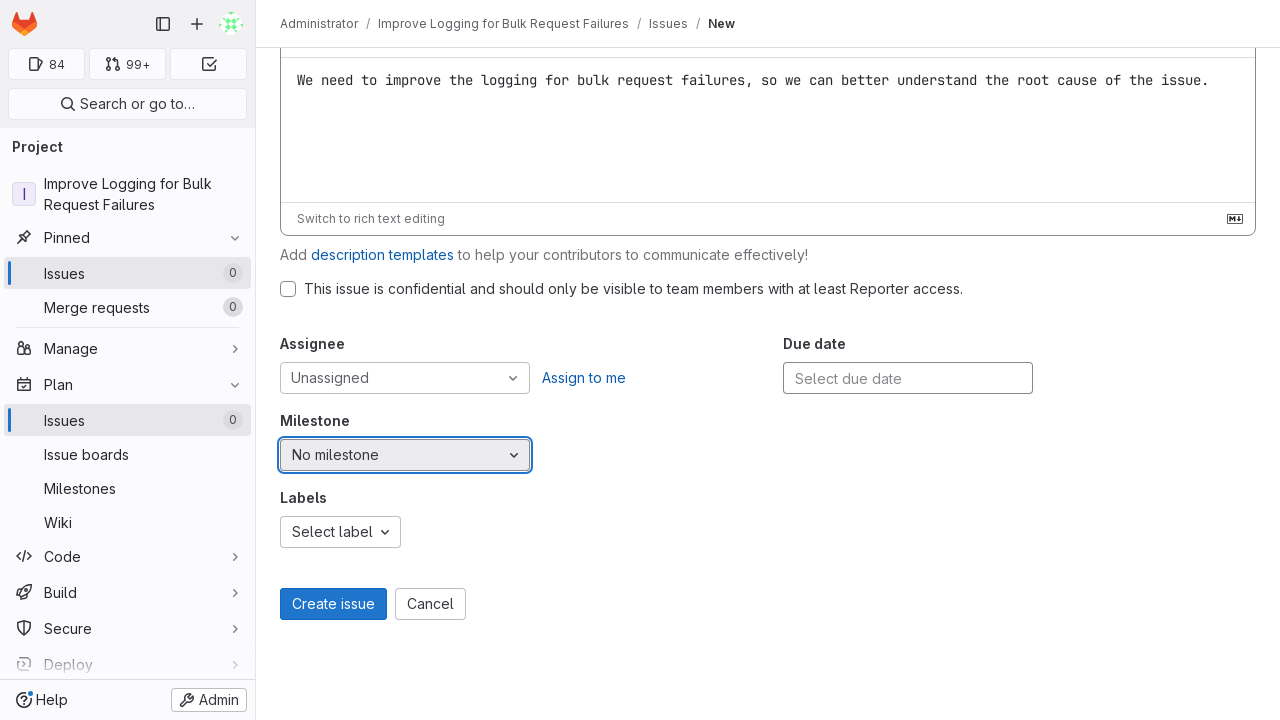 84
99+
Search or go to…
Project
I
Improve Logging for Bulk
Request Failures
Pinned
Issues
0
Merge requests
0
Manage
Plan
Issues
0
Issue boards
Milestones
Wiki
Code
Build
Secure
Deploy
Help
Admin
Administrator / Improve Logging for Bulk Request Failures / Issues / New
We need to improve the logging for bulk request failures, so we can better understand the root cause of the issue.
Switch to rich text editing
Add description templates to help your contributors to communicate effectively!
This issue is confidential and should only be visible to team members with at least Reporter access.
Assignee
Unassigned
Assign to me
Due date
Select due date
Milestone
No milestone
Labels
Select label
Create issue
Cancel